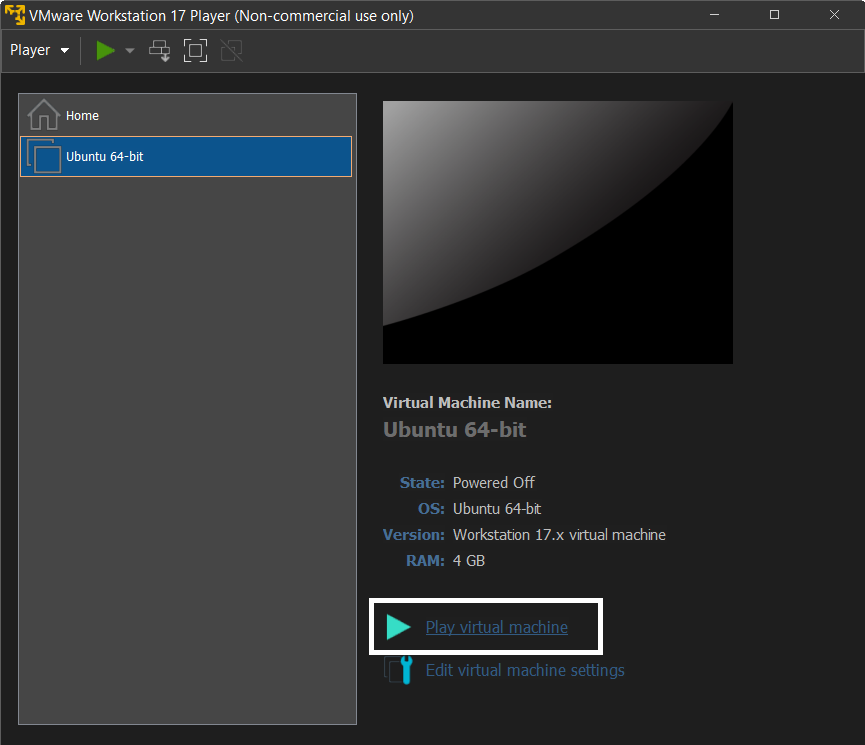 VMware Workstation 17 Player (Non-commercial use only)
Player
Home
Ubuntu 64-bit
Virtual Machine Name:
Ubuntu 64-bit
State: Powered Off
OS: Ubuntu 64-bit
Version: Workstation 17.x virtual machine
RAM: 4 GB
Play virtual machine
Edit virtual machine settings